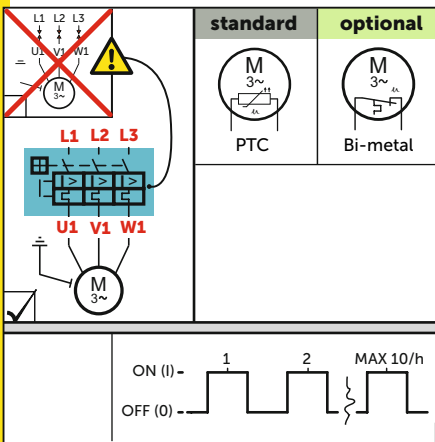 L1 L2 L3
U1 V1 W1
M
3~
!
L1 L2 L3
I> I> I>
U1 V1 W1
M
3~
standard
M
3~
PTC
optional
M
3~
Bi-metal
ON (I)
OFF (0)
1 2 MAX 10/h